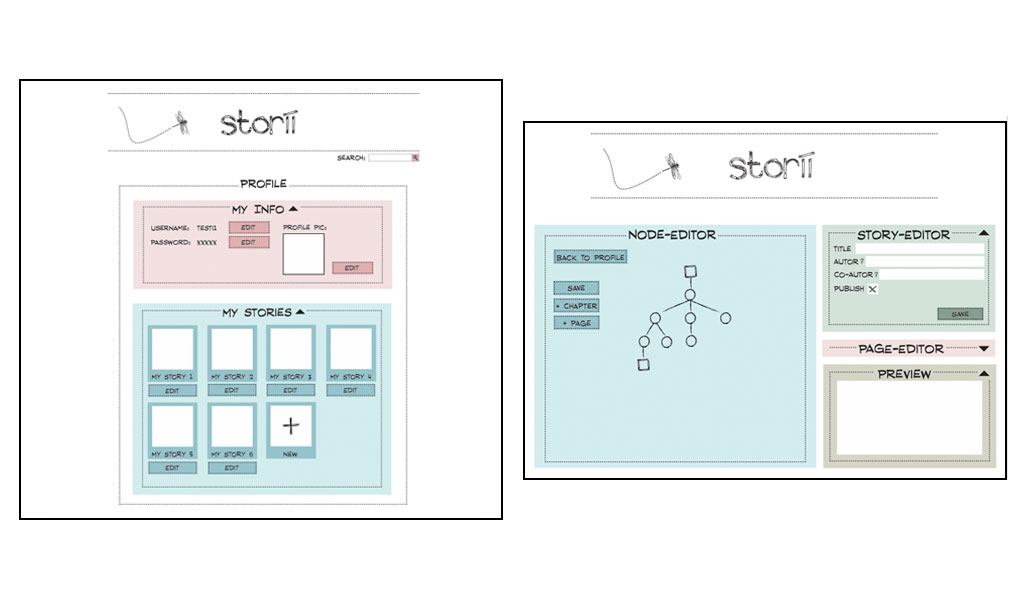 storii
SEARCH:
PROFILE
MY INFO
USERNAME: TEST12 EDIT PROFILE PIC:
PASSWORD: XXXXX EDIT
EDIT
MY STORIES
MY STORY 1 MY STORY 2 MY STORY 3 MY STORY 4
EDIT EDIT EDIT EDIT
MY STORY 5 MY STORY 6 NEW
EDIT EDIT
storii
NODE-EDITOR
BACK TO PROFILE
SAVE
+ CHAPTER
+ PAGE
STORY-EDITOR
TITLE
AUTOR ?
CO-AUTOR ?
PUBLISH
SAVE
PAGE-EDITOR
PREVIEW